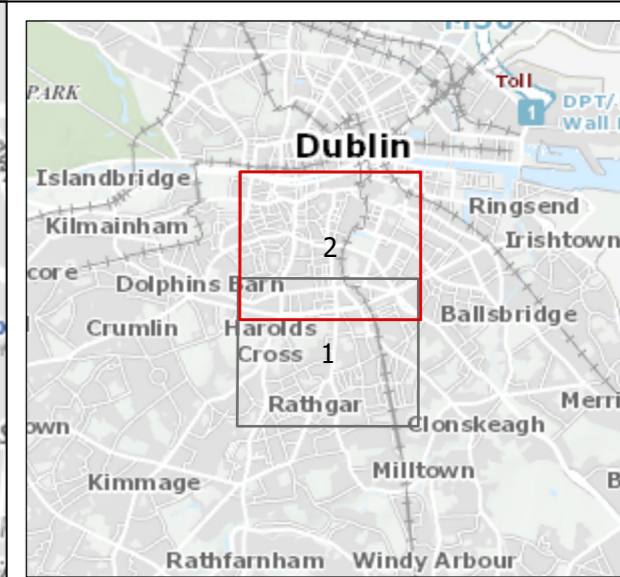 M50
PARK
Toll
1
DPT/
Wall
Dublin
Islandbridge
Kilmainham
Ringsend
Irishtown
2
core
Dolphins Barn
Ballsbridge
Crumlin
Harolds
Cross
1
Rathgar
Merri
own
Clonskeagh
Milltown
Kimmage
Rathfarnham
Windy Arbour